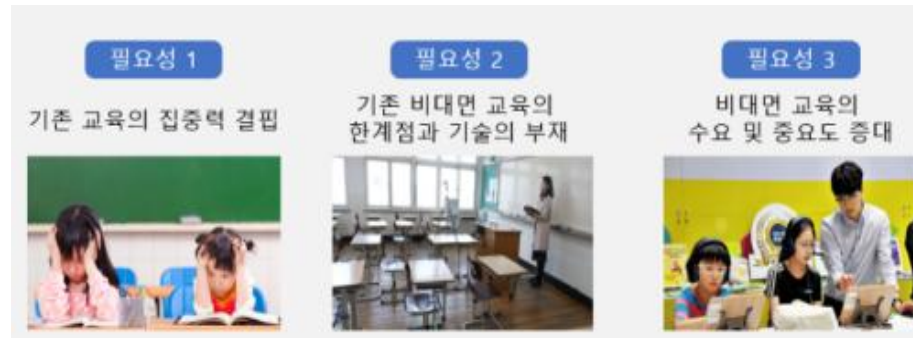 필요성 1
기존 교육의 집중력 결핍
필요성 2
기존 비대면 교육의
한계점과 기술의 부재
필요성 3
비대면 교육의
수요 및 중요도 증대